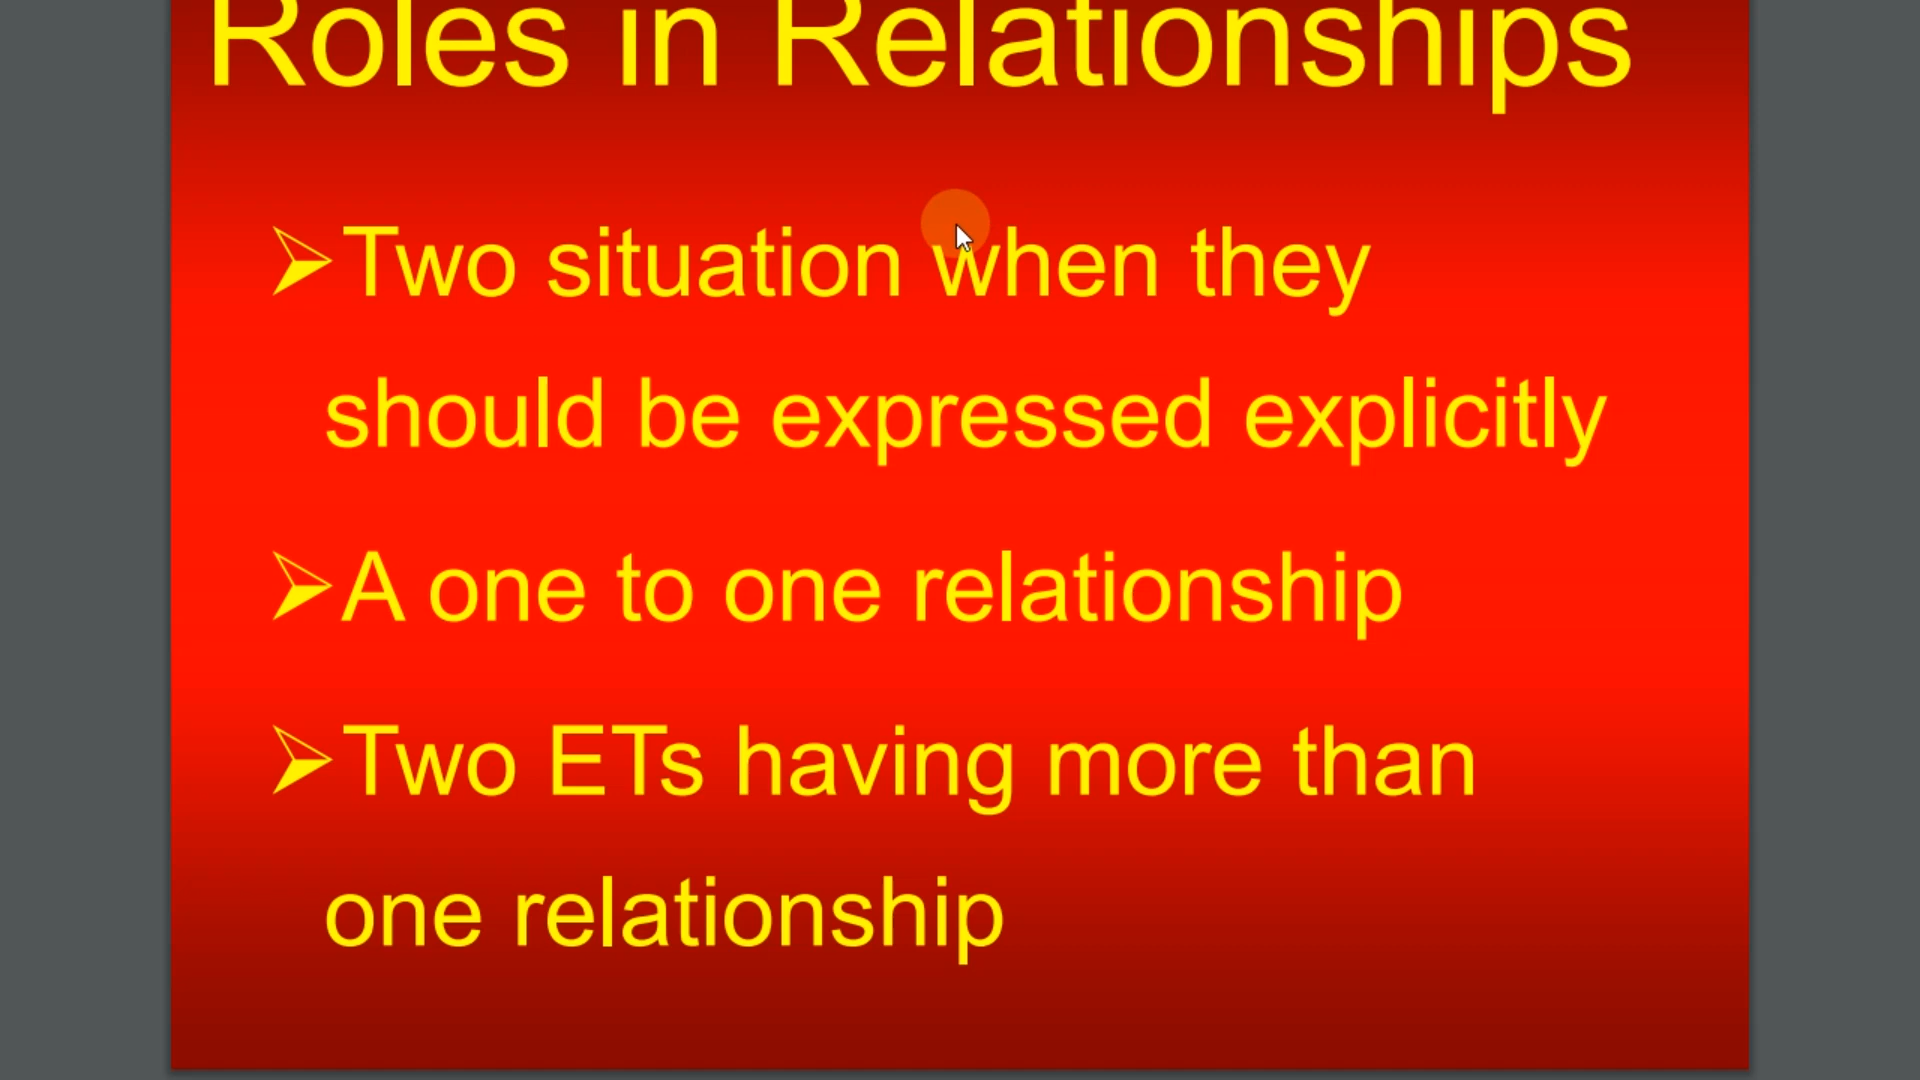 Roles in Relationships
➢Two situation when they
should be expressed explicitly
➢A one to one relationship
➢Two ETs having more than
one relationship